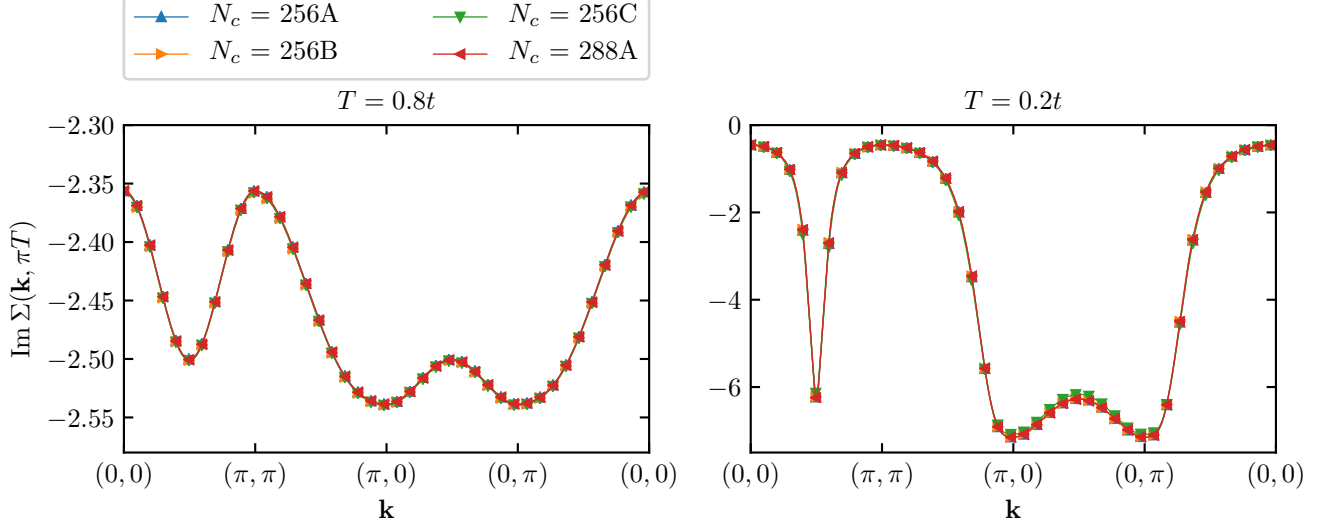 N_c = 256A
N_c = 256C
N_c = 256B
N_c = 288A
T = 0.8t
T = 0.2t
Im Σ(k, πT)
−2.30
−2.35
−2.40
−2.45
−2.50
−2.55
(0, 0)
(π, π)
(π, 0)
(0, π)
(0, 0)
k
0
−2
−4
−6
(0, 0)
(π, π)
(π, 0)
(0, π)
(0, 0)
k